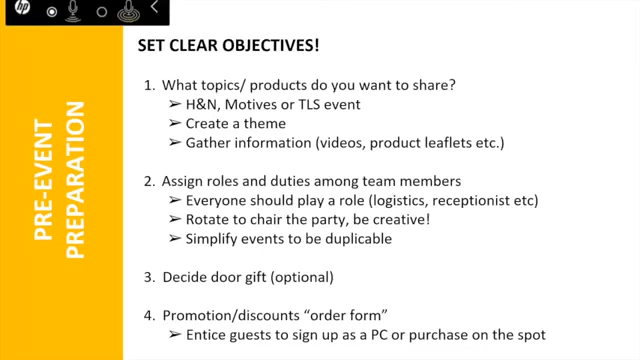 hp
SET CLEAR OBJECTIVES!
PRE-EVENT
PREPARATION
1. What topics/ products do you want to share?
➢ H&N, Motives or TLS event
➢ Create a theme
➢ Gather information (videos, product leaflets etc.)
2. Assign roles and duties among team members
➢ Everyone should play a role (logistics, receptionist etc)
➢ Rotate to chair the party, be creative!
➢ Simplify events to be duplicable
3. Decide door gift (optional)
4. Promotion/discounts “order form”
➢ Entice guests to sign up as a PC or purchase on the spot